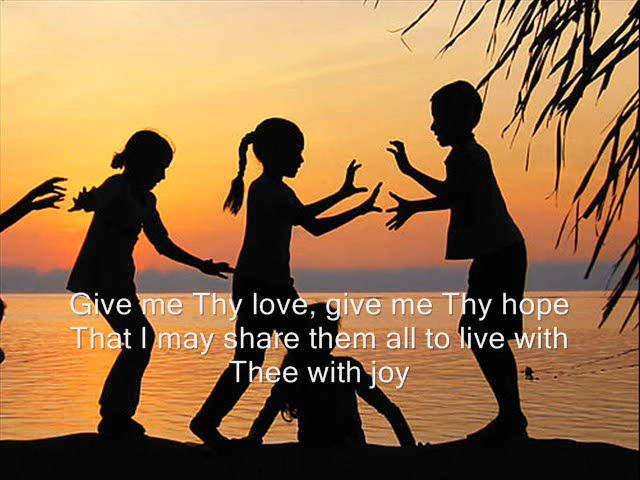 Give me Thy love, give me Thy hope
That I may share them all to live with
Thee with joy